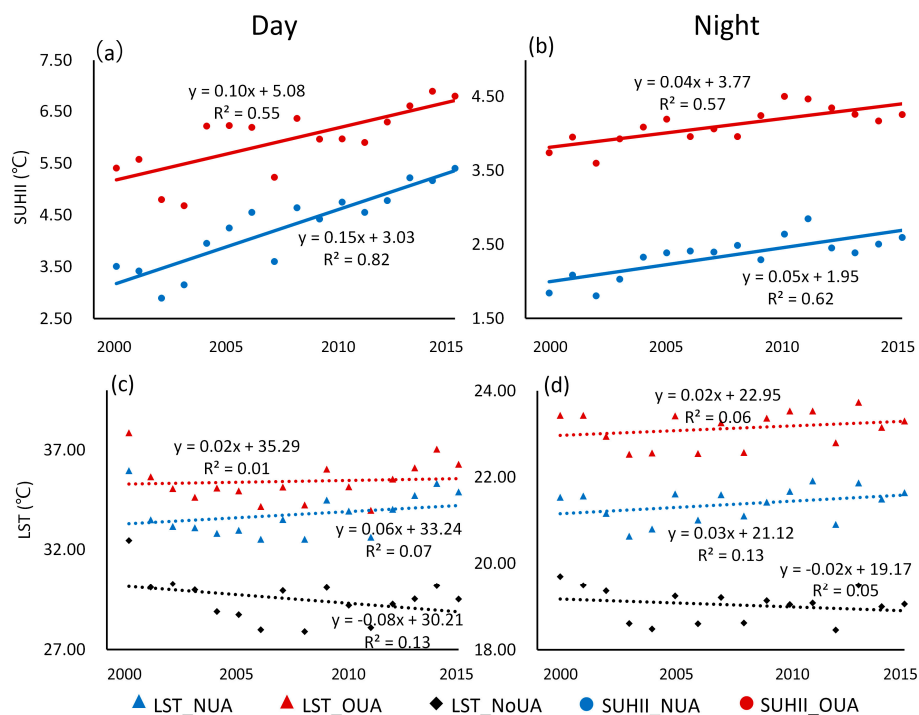 Day
Night
(a)
(b)
7.50
6.50
5.50
4.50
3.50
2.50
SUHII (℃)
y = 0.10x + 5.08
R² = 0.55
y = 0.15x + 3.03
R² = 0.82
2000
2005
2010
2015
4.50
3.50
2.50
1.50
y = 0.04x + 3.77
R² = 0.57
y = 0.05x + 1.95
R² = 0.62
2000
2005
2010
2015
(c)
(d)
37.00
32.00
27.00
LST (℃)
y = 0.02x + 35.29
R² = 0.01
y = 0.06x + 33.24
R² = 0.07
y = -0.08x + 30.21
R² = 0.13
2000
2005
2010
2015
24.00
22.00
20.00
18.00
y = 0.02x + 22.95
R² = 0.06
y = 0.03x + 21.12
R² = 0.13
y = -0.02x + 19.17
R² = 0.05
2000
2005
2010
2015
LST_NUA LST_OUA LST_NoUA SUHII_NUA SUHII_OUA